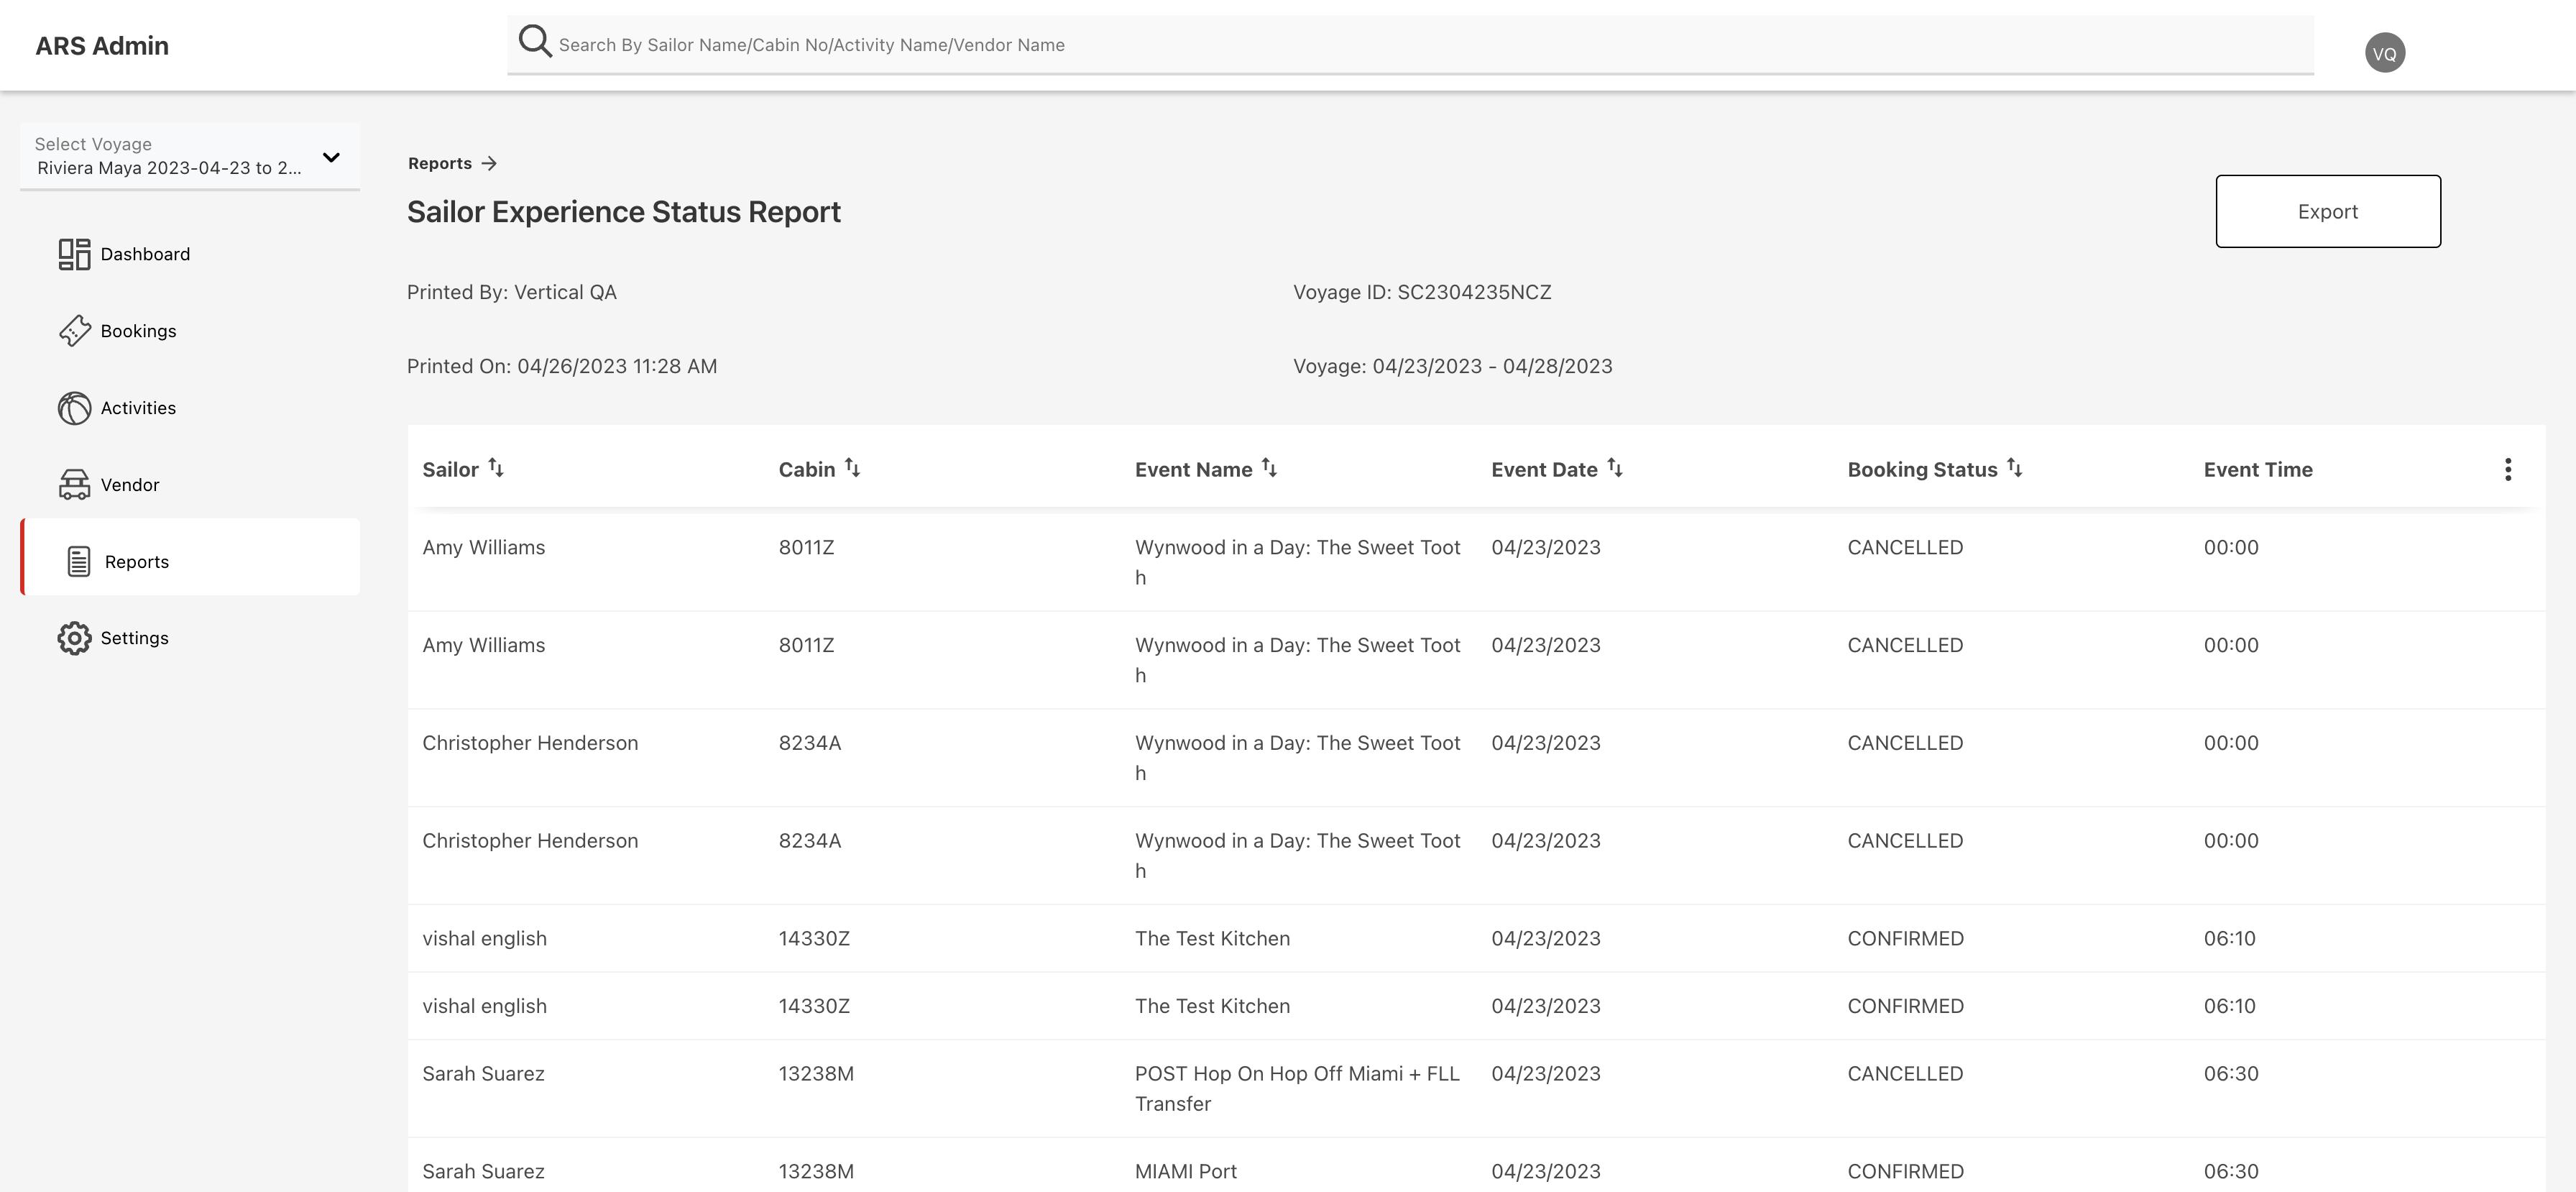 ARS Admin
Search By Sailor Name/Cabin No/Activity Name/Vendor Name
VQ
Select Voyage
Riviera Maya 2023-04-23 to 2...
Dashboard
Bookings
Activities
Vendor
Reports
Settings
Reports →
Sailor Experience Status Report
Export
Printed By: Vertical QA
Voyage ID: SC2304235NCZ
Printed On: 04/26/2023 11:28 AM
Voyage: 04/23/2023 - 04/28/2023
Sailor Cabin Event Name Event Date Booking Status Event Time
Amy Williams 8011Z Wynwood in a Day: The Sweet Toot 04/23/2023 CANCELLED 00:00
h
Amy Williams 8011Z Wynwood in a Day: The Sweet Toot 04/23/2023 CANCELLED 00:00
h
Christopher Henderson 8234A Wynwood in a Day: The Sweet Toot 04/23/2023 CANCELLED 00:00
h
Christopher Henderson 8234A Wynwood in a Day: The Sweet Toot 04/23/2023 CANCELLED 00:00
h
vishal english 14330Z The Test Kitchen 04/23/2023 CONFIRMED 06:10
vishal english 14330Z The Test Kitchen 04/23/2023 CONFIRMED 06:10
Sarah Suarez 13238M POST Hop On Hop Off Miami + FLL 04/23/2023 CANCELLED 06:30
Transfer
Sarah Suarez 13238M MIAMI Port 04/23/2023 CONFIRMED 06:30